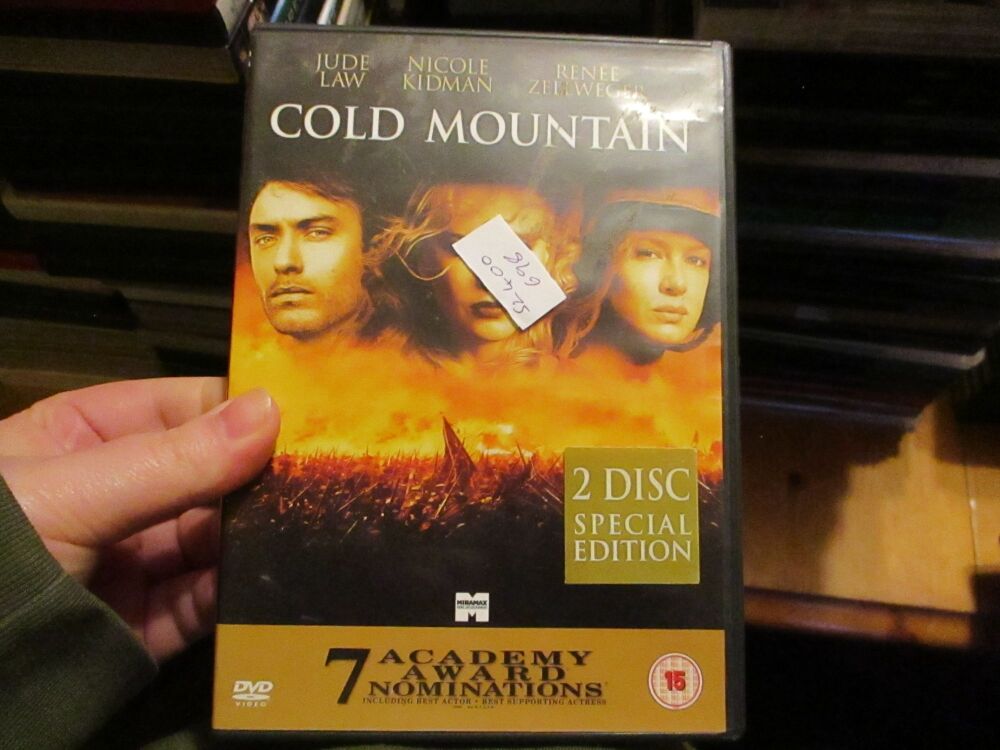 JUDE LAW
NICOLE KIDMAN
RENÉE ZELLWEGER
COLD MOUNTAIN
2 DISC
SPECIAL
EDITION
MIRAMAX
7 ACADEMY
AWARD
NOMINATIONS
INCLUDING BEST ACTOR • BEST SUPPORTING ACTRESS
DVD
VIDEO
15